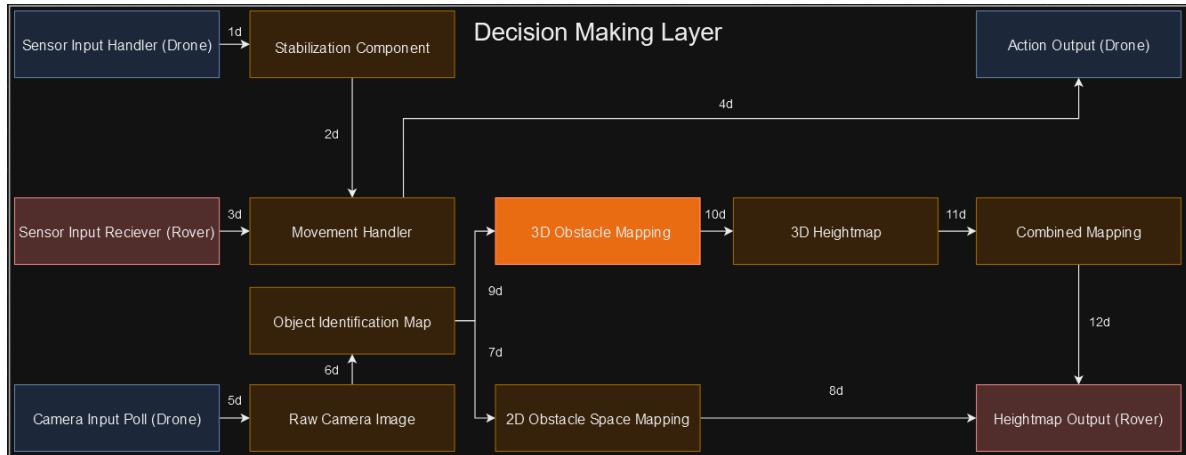 Decision Making Layer
Sensor Input Handler (Drone)
1d
Stabilization Component
Action Output (Drone)
4d
2d
Sensor Input Reciever (Rover)
3d
Movement Handler
3D Obstacle Mapping
10d
3D Heightmap
11d
Combined Mapping
9d
Object Identification Map
12d
7d
6d
Camera Input Poll (Drone)
5d
Raw Camera Image
2D Obstacle Space Mapping
8d
Heightmap Output (Rover)